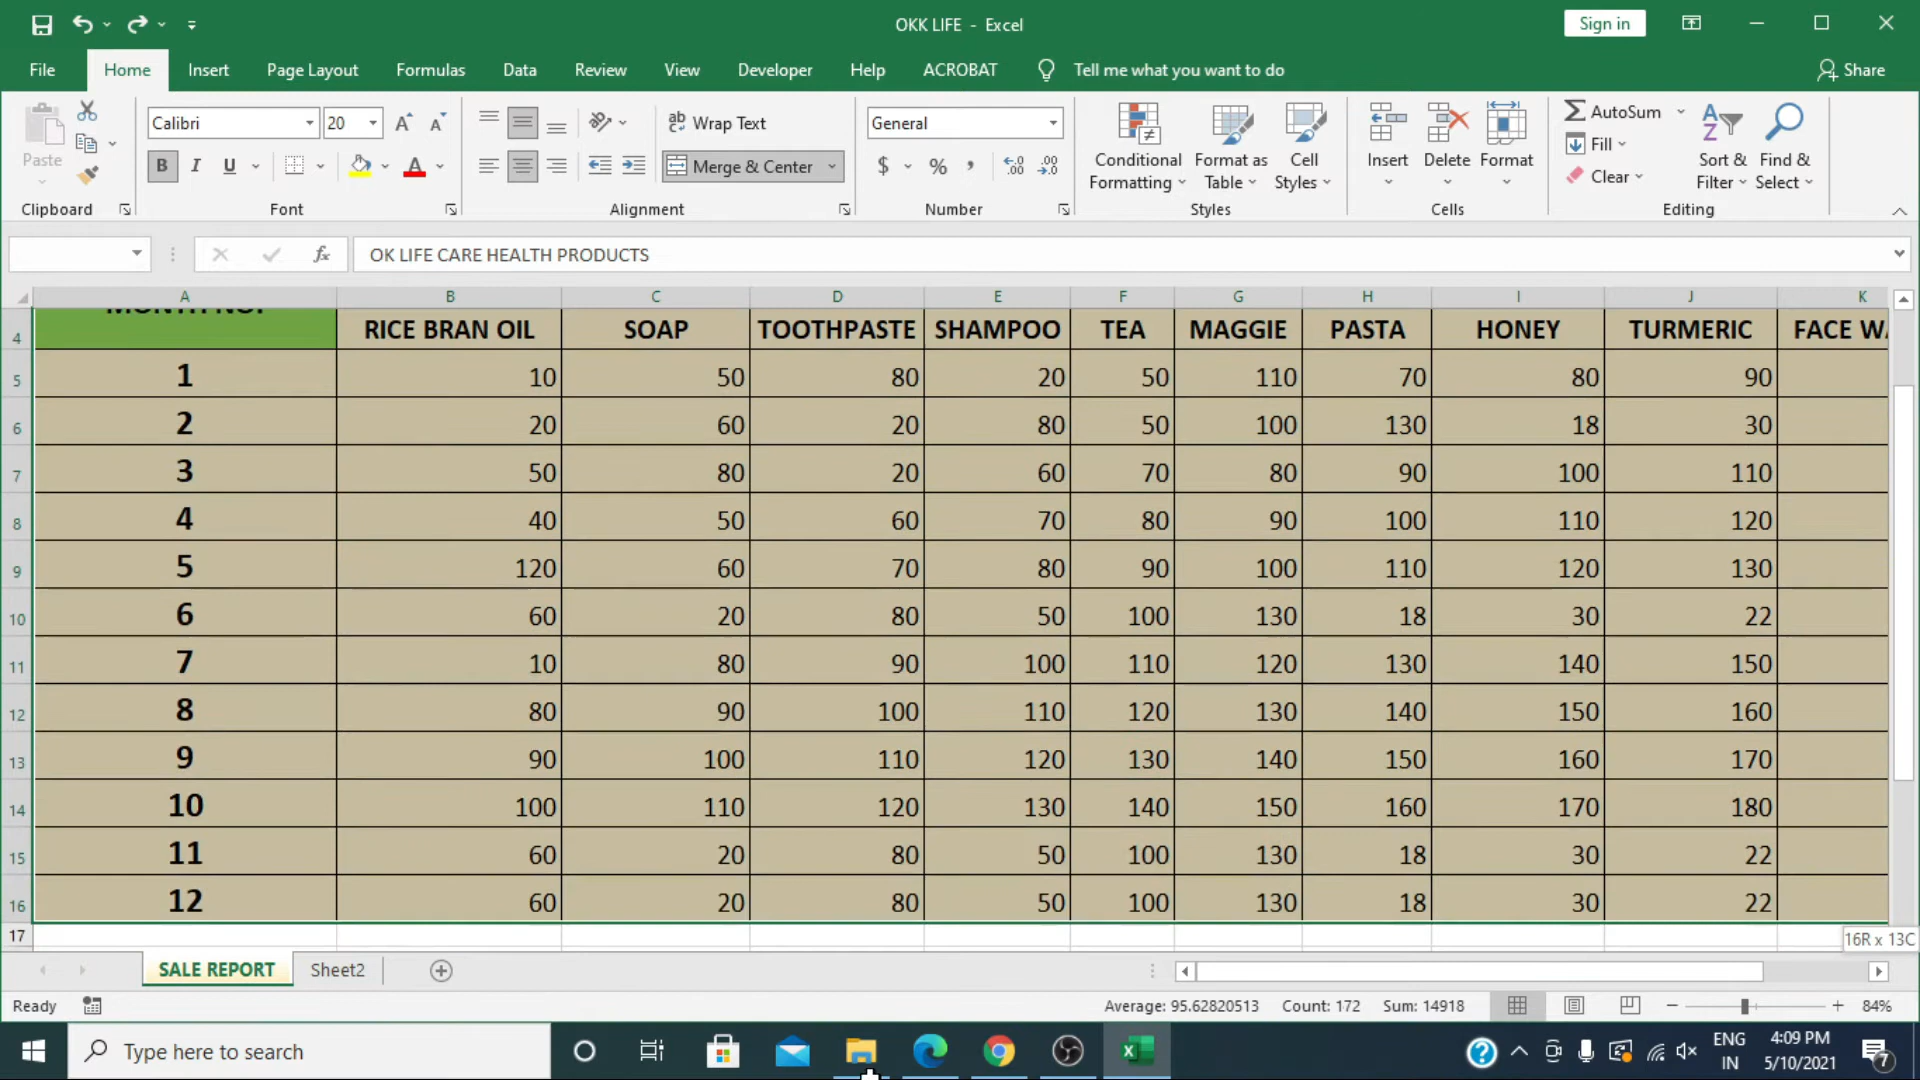 OKK LIFE - Excel
Sign in
File Home Insert Page Layout Formulas Data Review View Developer Help ACROBAT Tell me what you want to do Share
Calibri 20 Wrap Text General AutoSum
Paste Conditional Formatting Format as Table Cell Styles Insert Delete Format Fill Sort & Filter Find & Select
B I U A Merge & Center $ % , Clear
Clipboard Font Alignment Number Styles Cells Editing
fx OK LIFE CARE HEALTH PRODUCTS
A B C D E F G H I J K
4 RICE BRAN OIL SOAP TOOTHPASTE SHAMPOO TEA MAGGIE PASTA HONEY TURMERIC FACE
5 1 10 50 80 20 50 110 70 80 90
6 2 20 60 20 80 50 100 130 18 30
7 3 50 80 20 60 70 80 90 100 110
8 4 40 50 60 70 80 90 100 110 120
9 5 120 60 70 80 90 100 110 120 130
10 6 60 20 80 50 100 130 18 30 22
11 7 10 80 90 100 110 120 130 140 150
12 8 80 90 100 110 120 130 140 150 160
13 9 90 100 110 120 130 140 150 160 170
14 10 100 110 120 130 140 150 160 170 180
15 11 60 20 80 50 100 130 18 30 22
16 12 60 20 80 50 100 130 18 30 22
17
16R x 13C
SALE REPORT Sheet2
Ready Average: 95.62820513 Count: 172 Sum: 14918 84%
Type here to search ENG 4:09 PM
IN 5/10/2021 7